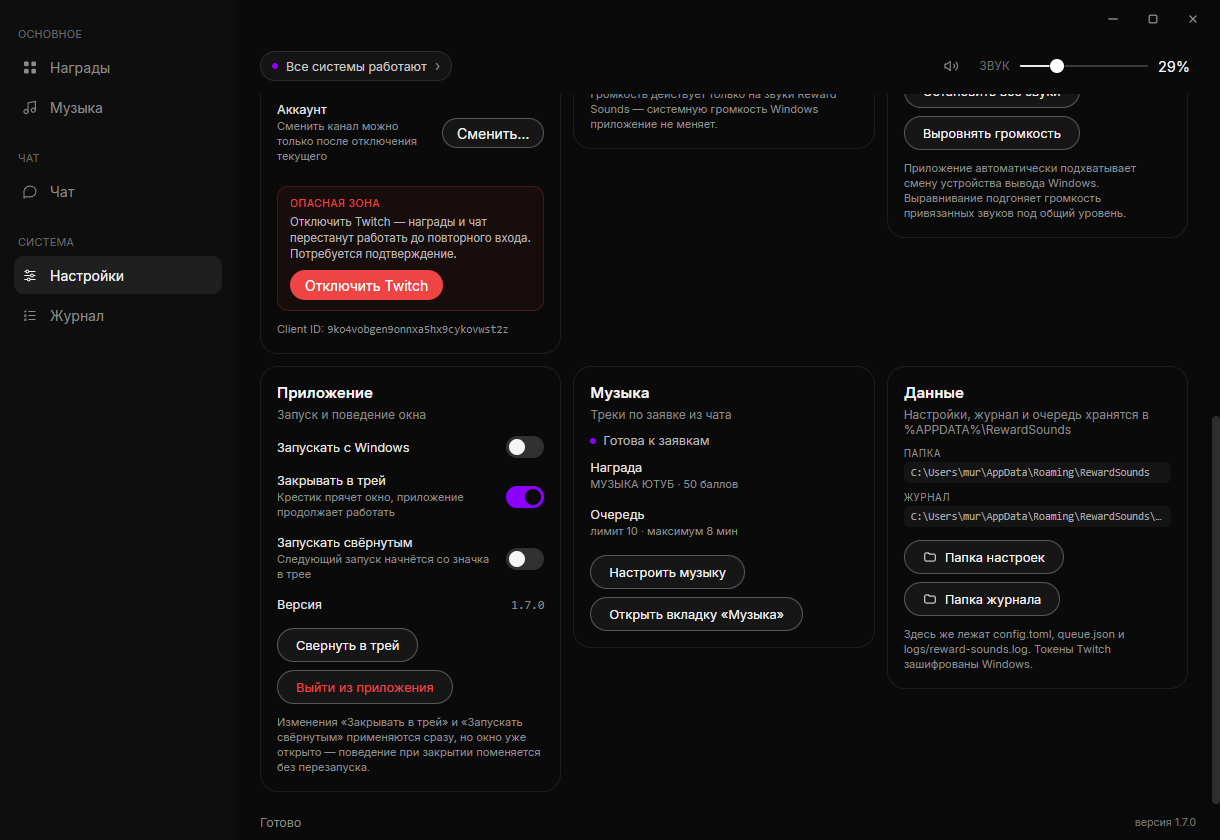 ОСНОВНОЕ
Награды
Музыка
ЧАТ
Чат
СИСТЕМА
Настройки
Журнал
Все системы работают
ЗВУК
29%
Аккаунт
Сменить канал можно
только после отключения
текущего
Сменить...
ОПАСНАЯ ЗОНА
Отключить Twitch — награды и чат
перестанут работать до повторного входа.
Потребуется подтверждение.
Отключить Twitch
Client ID: 9ko4vobgen9onnxa5hx9cykovwst2z
громкость действует только на звуки Reward
Sounds — системную громкость Windows
приложение не меняет.
Остановить все звуки
Выровнять громкость
Приложение автоматически подхватывает
смену устройства вывода Windows.
Выравнивание подгоняет громкость
привязанных звуков под общий уровень.
Приложение
Запуск и поведение окна
Запускать с Windows
Закрывать в трей
Крестик прячет окно, приложение
продолжает работать
Запускать свёрнутым
Следующий запуск начнётся со значка
в трее
Версия
1.7.0
Свернуть в трей
Выйти из приложения
Изменения «Закрывать в трей» и «Запускать
свёрнутым» применяются сразу, но окно уже
открыто — поведение при закрытии поменяется
без перезапуска.
Музыка
Треки по заявке из чата
Готова к заявкам
Награда
МУЗЫКА ЮТУБ · 50 баллов
Очередь
лимит 10 · максимум 8 мин
Настроить музыку
Открыть вкладку «Музыка»
Данные
Настройки, журнал и очередь хранятся в
%APPDATA%\RewardSounds
ПАПКА
C:\Users\mur\AppData\Roaming\RewardSounds
ЖУРНАЛ
C:\Users\mur\AppData\Roaming\RewardSounds\…
Папка настроек
Папка журнала
Здесь же лежат config.toml, queue.json и
logs/reward-sounds.log. Токены Twitch
зашифрованы Windows.
Готово
версия 1.7.0